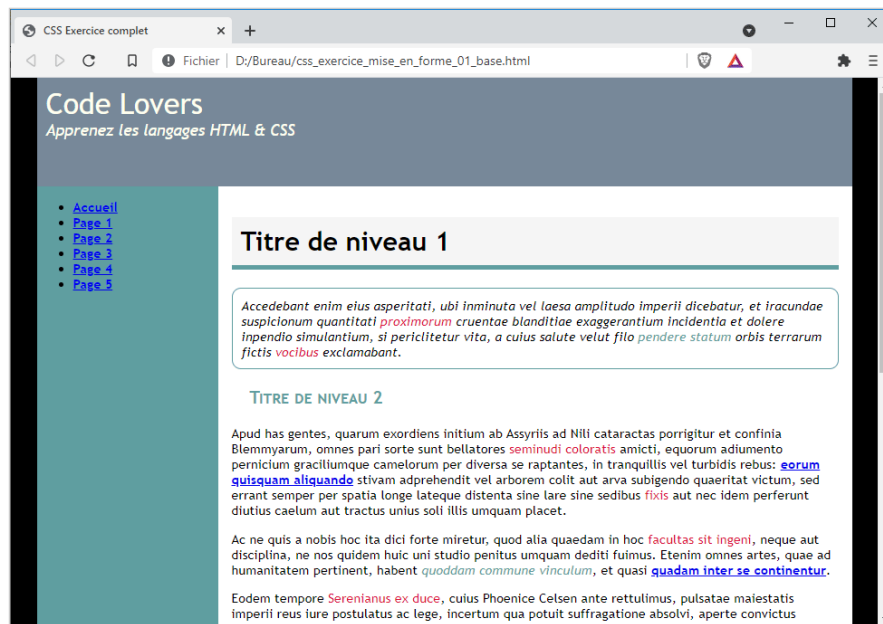 CSS Exercice complet
Fichier D:/Bureau/css_exercice_mise_en_forme_01_base.html
Code Lovers
Apprenez les langages HTML & CSS
Accueil
Page 1
Page 2
Page 3
Page 4
Page 5
Titre de niveau 1
Accedebant enim eius asperitati, ubi inminuta vel laesa amplitudo imperii dicebatur, et iracundae
suspicionum quantitati proximorum cruentae blanditiae exaggerantium incidentia et dolere
inpendio simulantium, si periclitetur vita, a cuius salute velut filo pendere statum orbis terrarum
fictis vocibus exclamabant.
Titre de niveau 2
Apud has gentes, quarum exordiens initium ab Assyriis ad Nili cataractas porrigitur et confinia
Blemmyarum, omnes pari sorte sunt bellatores seminudi coloratis amicti, equorum adiumento
pernicium graciliumque camelorum per diversa se raptantes, in tranquillis vel turbidis rebus: eorum
quisquam aliquando stivam adprehendit vel arborem colit aut arva subigendo quaeritat victum, sed
errant semper per spatia longe lateque distenta sine lare sine sedibus fixis aut nec idem perferunt
diutius caelum aut tractus unius soli illis umquam placet.
Ac ne quis a nobis hoc ita dici forte miretur, quod alia quaedam in hoc facultas sit ingeni, neque aut
disciplina, ne nos quidem huic uni studio penitus umquam dediti fuimus. Etenim omnes artes, quae ad
humanitatem pertinent, habent quoddam commune vinculum, et quasi quadam inter se continentur.
Eodem tempore Serenianus ex duce, cuius Phoenice Celsen ante rettulimus, pulsatae maiestatis
imperii reus iure postulatus ac lege, incertum qua potuit suffragatione absolvi, aperte convictus